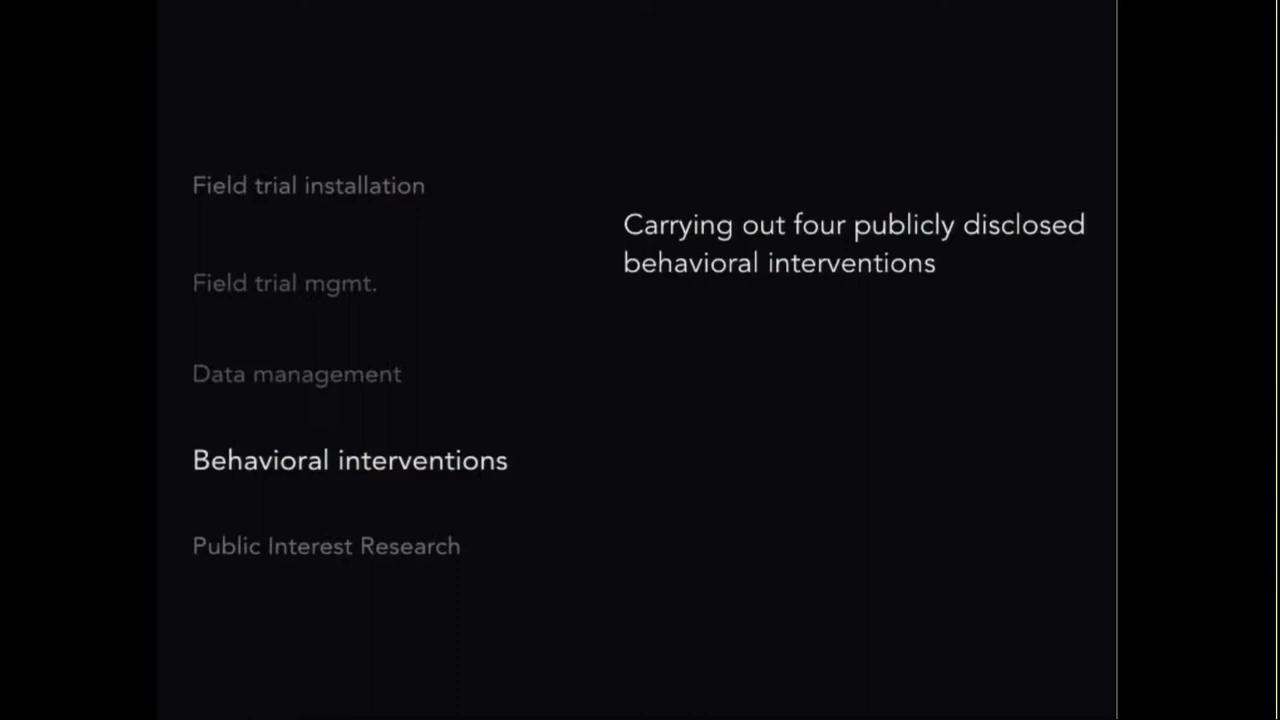 Field trial installation
Field trial mgmt.
Data management
Behavioral interventions
Public Interest Research
Carrying out four publicly disclosed
behavioral interventions